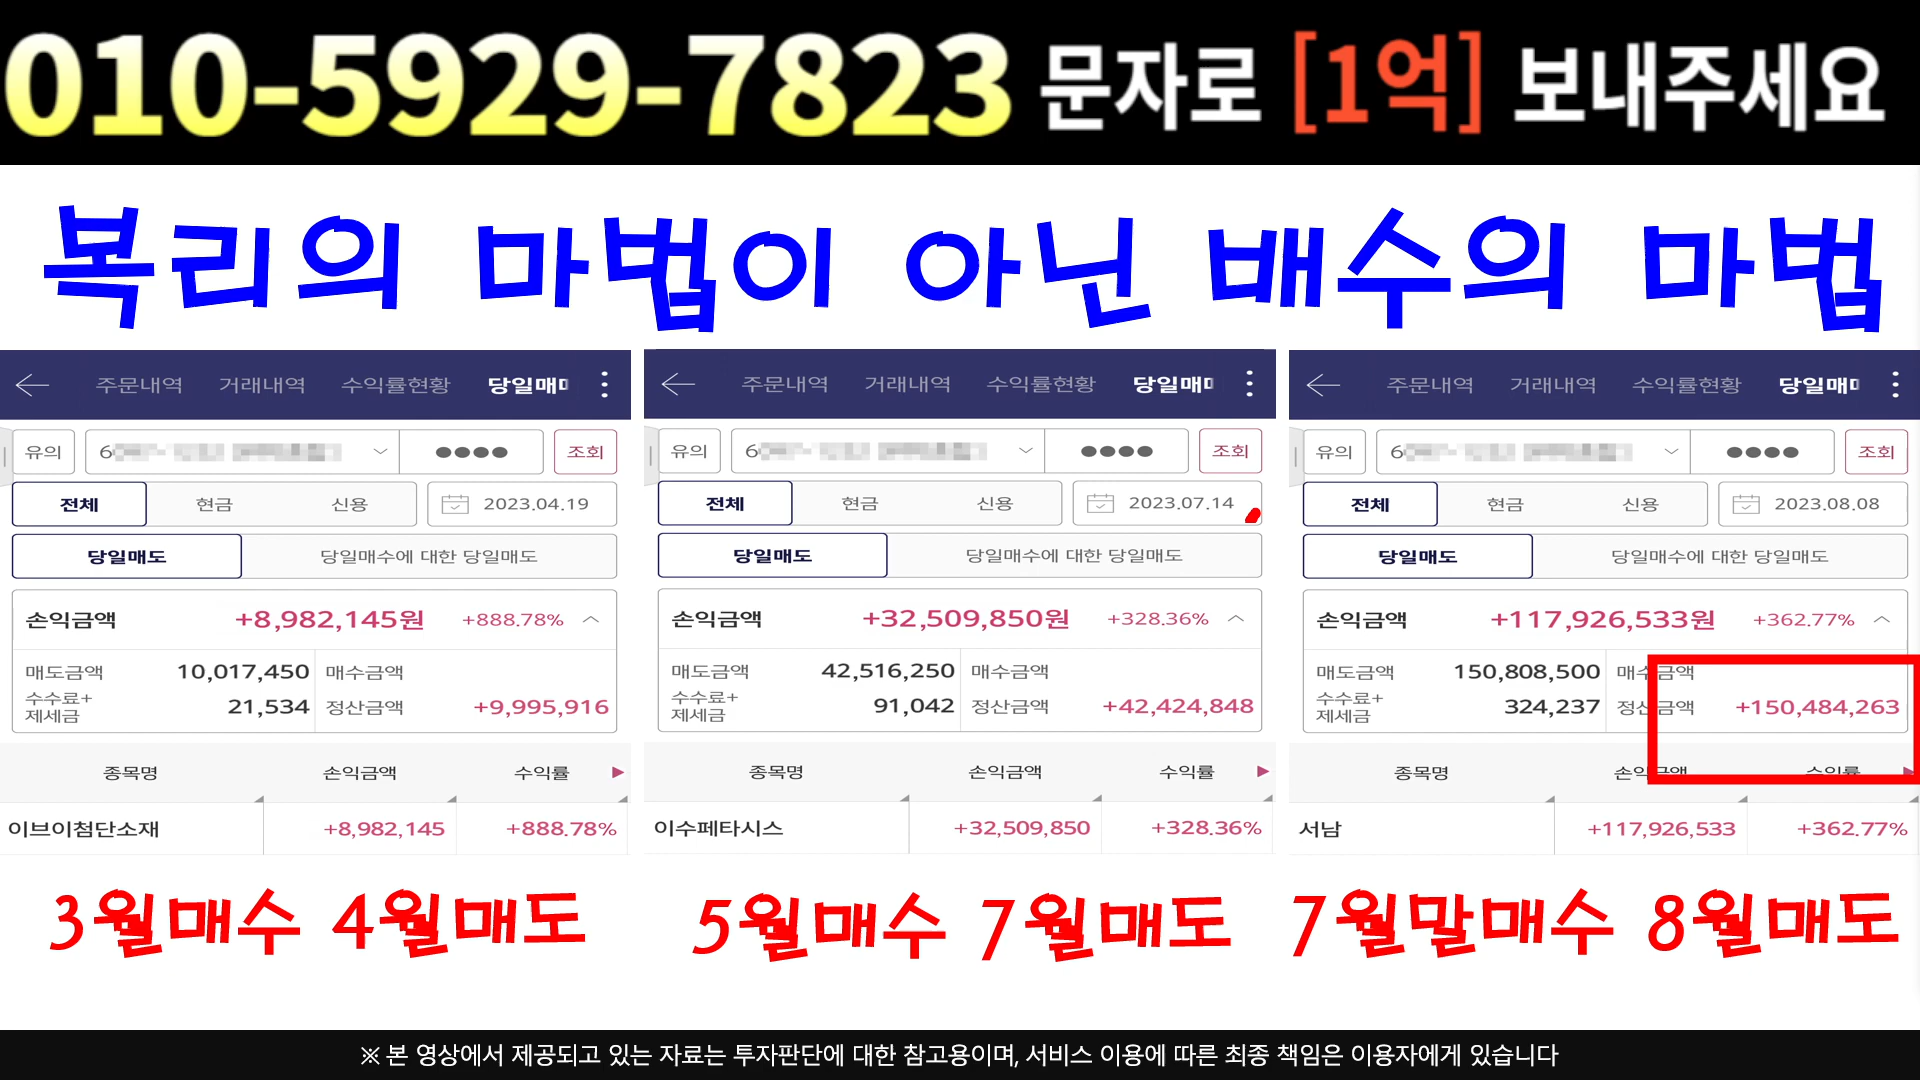 010-5929-7823 문자로 [1억] 보내주세요
복리의 마법이 아닌 배수의 마법
주문내역 거래내역 수익률현황 당일매
유의 6 ●●●● 조회
전체 현금 신용 2023.04.19
당일매도 당일매수에 대한 당일매도
손익금액 +8,982,145원 +888.78%
매도금액 10,017,450 매수금액
수수료+
제세금 21,534 정산금액 +9,995,916
종목명 손익금액 수익률
이브이첨단소재 +8,982,145 +888.78%
3월매수 4월매도
주문내역 거래내역 수익률현황 당일매
유의 6 ●●●● 조회
전체 현금 신용 2023.07.14
당일매도 당일매수에 대한 당일매도
손익금액 +32,509,850원 +328.36%
매도금액 42,516,250 매수금액
수수료+
제세금 91,042 정산금액 +42,424,848
종목명 손익금액 수익률
이수페타시스 +32,509,850 +328.36%
5월매수 7월매도
주문내역 거래내역 수익률현황 당일매
유의 6 ●●●● 조회
전체 현금 신용 2023.08.08
당일매도 당일매수에 대한 당일매도
손익금액 +117,926,533원 +362.77%
매도금액 150,808,500 매수금액
수수료+
제세금 324,237 정산금액 +150,484,263
종목명 손익금액 수익률
서남 +117,926,533 +362.77%
7월말매수 8월매도
※ 본 영상에서 제공되고 있는 자료는 투자판단에 대한 참고용이며, 서비스 이용에 따른 최종 책임은 이용자에게 있습니다